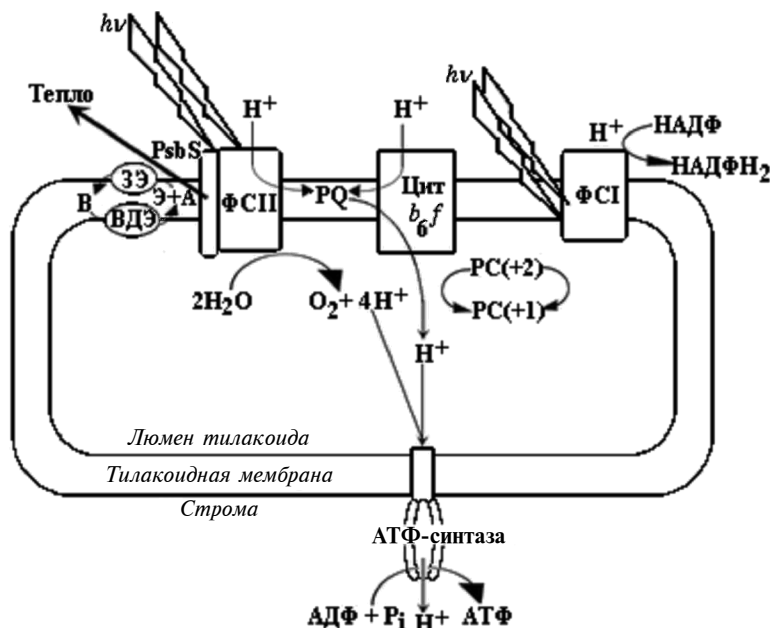 hν
hν
Тепло
H⁺
H⁺
H⁺
НАДФ
НАДФH₂
PsbS
ЗЭ
В
Э+А
ВДЭ
ФСII
PQ
Цит
b₆f
ФСI
2H₂O
O₂+ 4H⁺
PC(+2)
PC(+1)
H⁺
Люмен тилакоида
Тилакоидная мембрана
Строма
АТФ-синтаза
АДФ + Pᵢ H⁺ АТФ